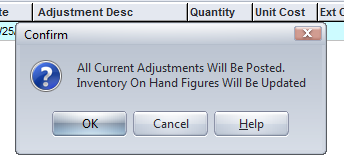 Adjustment Desc Quantity Unit Cost
Confirm
All Current Adjustments Will Be Posted.
Inventory On Hand Figures Will Be Updated
OK Cancel Help